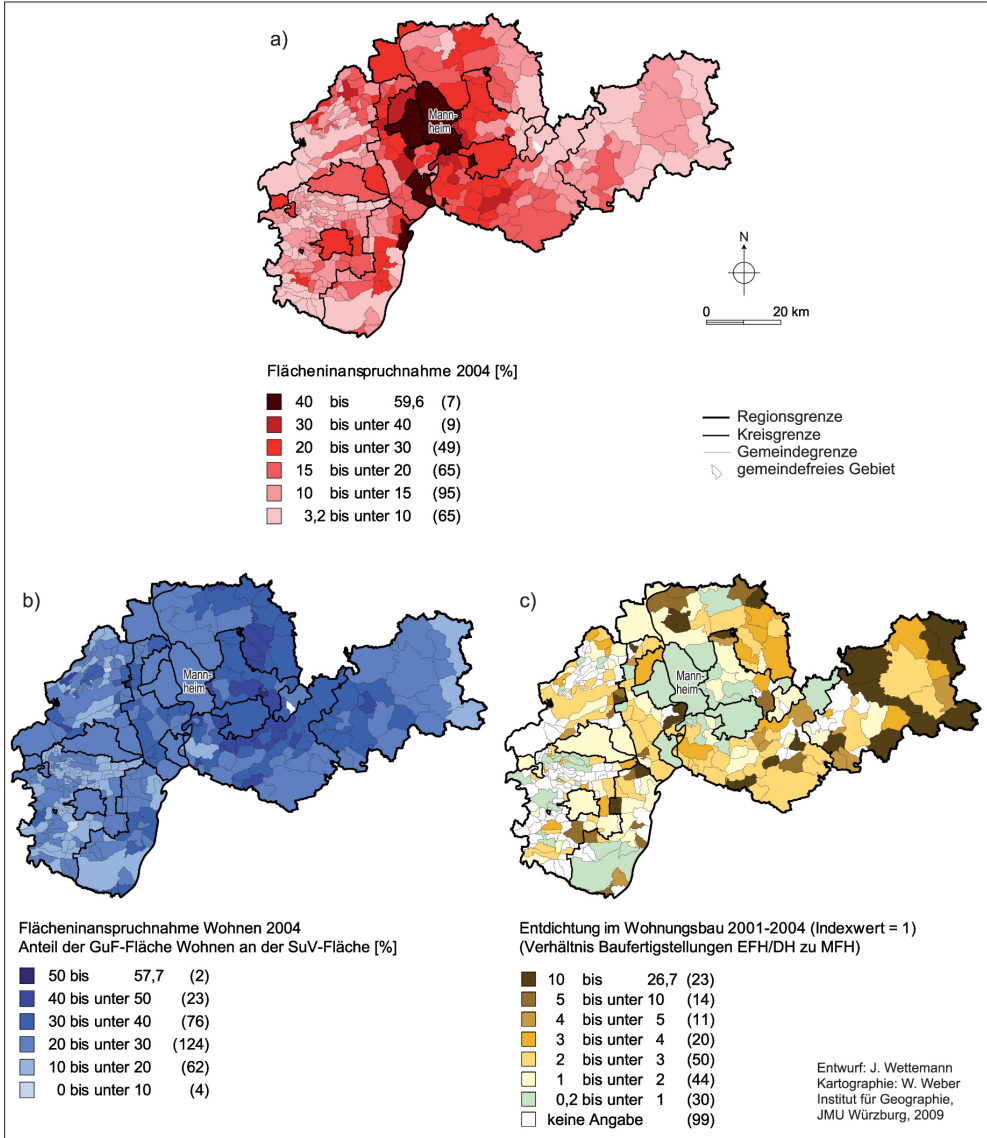 a)
Mann-
heim
N
0 20 km
Flächeninanspruchnahme 2004 [%]
40 bis 59,6 (7)
30 bis unter 40 (9)
20 bis unter 30 (49)
15 bis unter 20 (65)
10 bis unter 15 (95)
3,2 bis unter 10 (65)
Regionsgrenze
Kreisgrenze
Gemeindegrenze
gemeindefreies Gebiet
b)
Mann-
heim
Flächeninanspruchnahme Wohnen 2004
Anteil der GuF-Fläche Wohnen an der SuV-Fläche [%]
50 bis 57,7 (2)
40 bis unter 50 (23)
30 bis unter 40 (76)
20 bis unter 30 (124)
10 bis unter 20 (62)
0 bis unter 10 (4)
c)
Mann-
heim
Entdichtung im Wohnungsbau 2001-2004 (Indexwert = 1)
(Verhältnis Baufertigstellungen EFH/DH zu MFH)
10 bis 26,7 (23)
5 bis unter 10 (14)
4 bis unter 5 (11)
3 bis unter 4 (20)
2 bis unter 3 (50)
1 bis unter 2 (44)
0,2 bis unter 1 (30)
keine Angabe (99)
Entwurf: J. Wettemann
Kartographie: W. Weber
Institut für Geographie,
JMU Würzburg, 2009